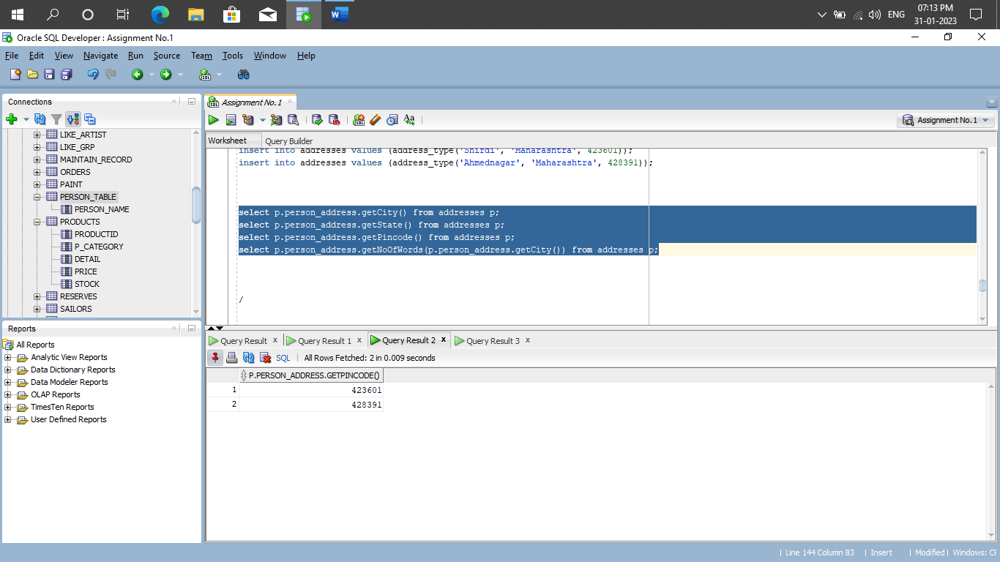 07:13 PM
ENG
31-01-2023
Oracle SQL Developer : Assignment No.1
File Edit View Navigate Run Source Team Tools Window Help
Connections
LIKE_ARTIST
LIKE_GRP
MAINTAIN_RECORD
ORDERS
PAINT
PERSON_TABLE
PERSON_NAME
PRODUCTS
PRODUCTID
P_CATEGORY
DETAIL
PRICE
STOCK
RESERVES
SAILORS
Reports
All Reports
Analytic View Reports
Data Dictionary Reports
Data Modeler Reports
OLAP Reports
TimesTen Reports
User Defined Reports
Assignment No.1
Assignment No.1
Worksheet Query Builder
insert into addresses values (address_type('Shirdi', 'Maharashtra', 423601));
insert into addresses values (address_type('Ahmednagar', 'Maharashtra', 428391));
select p.person_address.getCity() from addresses p;
select p.person_address.getState() from addresses p;
select p.person_address.getPincode() from addresses p;
select p.person_address.getNoOfWords(p.person_address.getCity()) from addresses p;
/
Query Result x Query Result 1 x Query Result 2 x Query Result 3 x
SQL | All Rows Fetched: 2 in 0.009 seconds
P.PERSON_ADDRESS.GETPINCODE()
1 423601
2 428391
| Line 144 Column 83 | Insert | Modified | Windows: CF